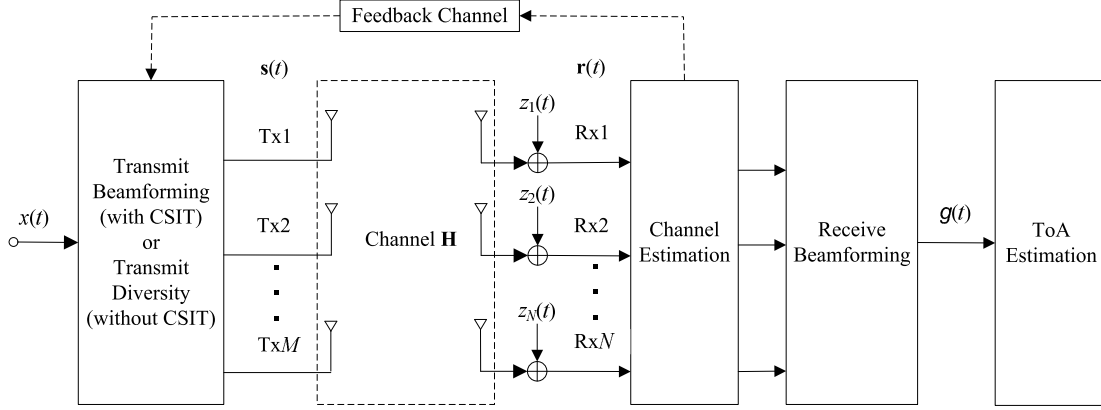 Feedback Channel
s(t)
r(t)
x(t)
Transmit
Beamforming
(with CSIT)
or
Transmit
Diversity
(without CSIT)
Tx1
Tx2
TxM
Channel H
z1(t)
z2(t)
zN(t)
Rx1
Rx2
RxN
Channel
Estimation
Receive
Beamforming
g(t)
ToA
Estimation